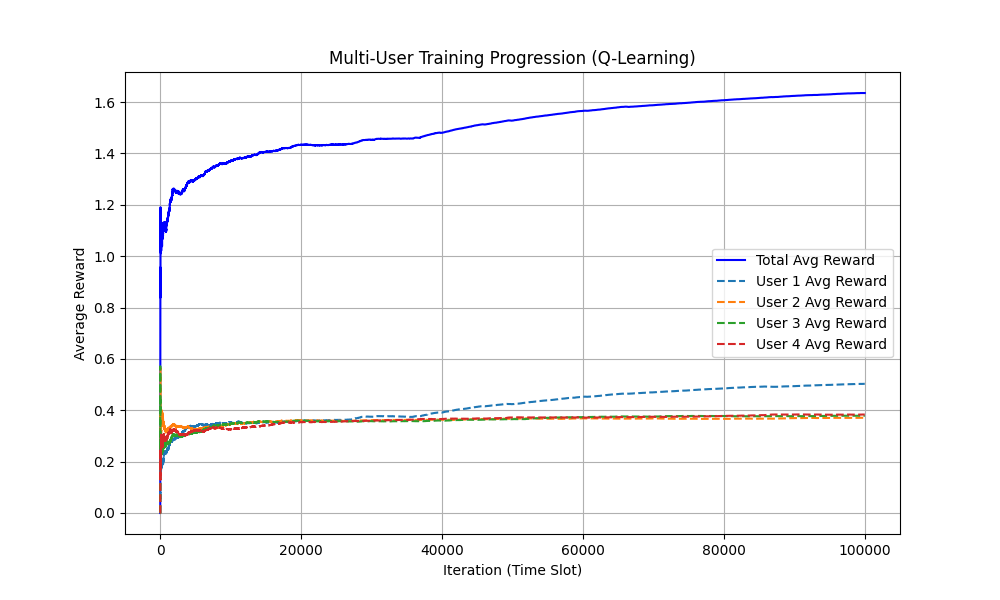 Multi-User Training Progression (Q-Learning)
1.6
1.4
1.2
1.0
0.8
0.6
0.4
0.2
0.0
Average Reward
Total Avg Reward
User 1 Avg Reward
User 2 Avg Reward
User 3 Avg Reward
User 4 Avg Reward
0 20000 40000 60000 80000 100000
Iteration (Time Slot)